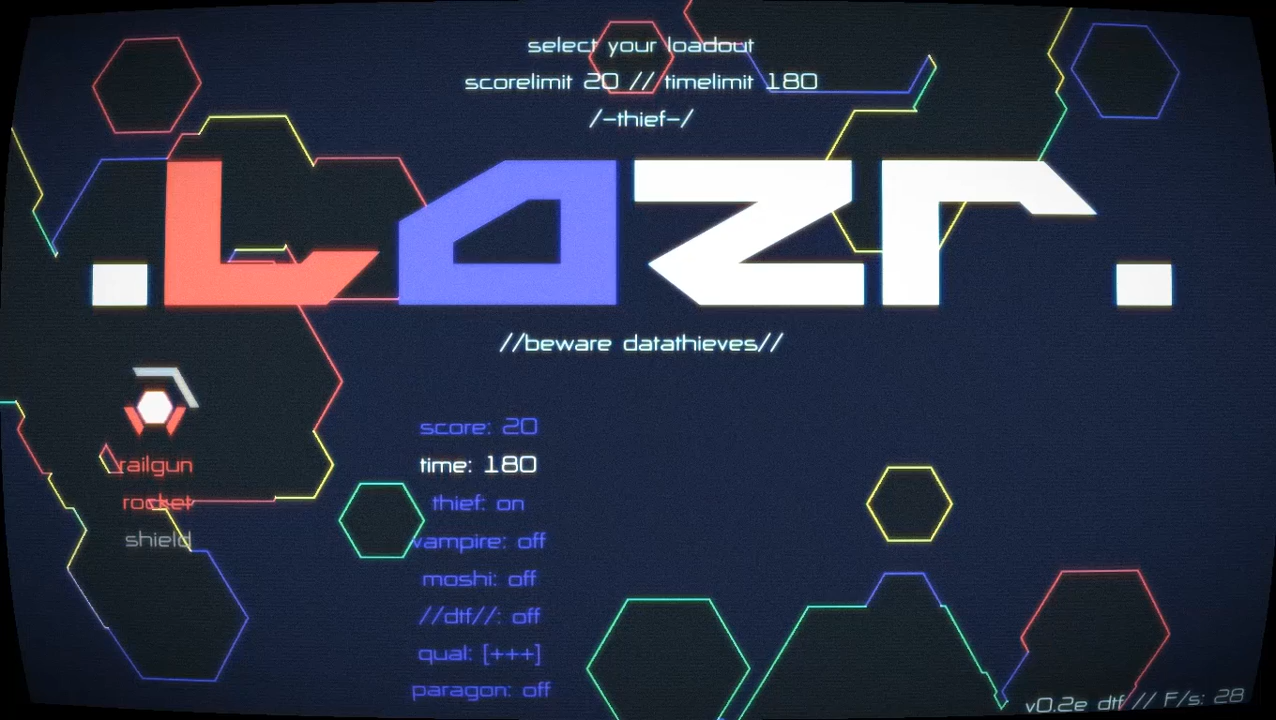 select your loadout
scorelimit 20 // timelimit 180
/-thief-/
.Lazr.
//beware datathieves//
railgun
rocket
shield
score: 20
time: 180
thief: on
vampire: off
moshi: off
//dtf//: off
qual: [+++]
paragon: off
v0.2e dtf // F/s: 28